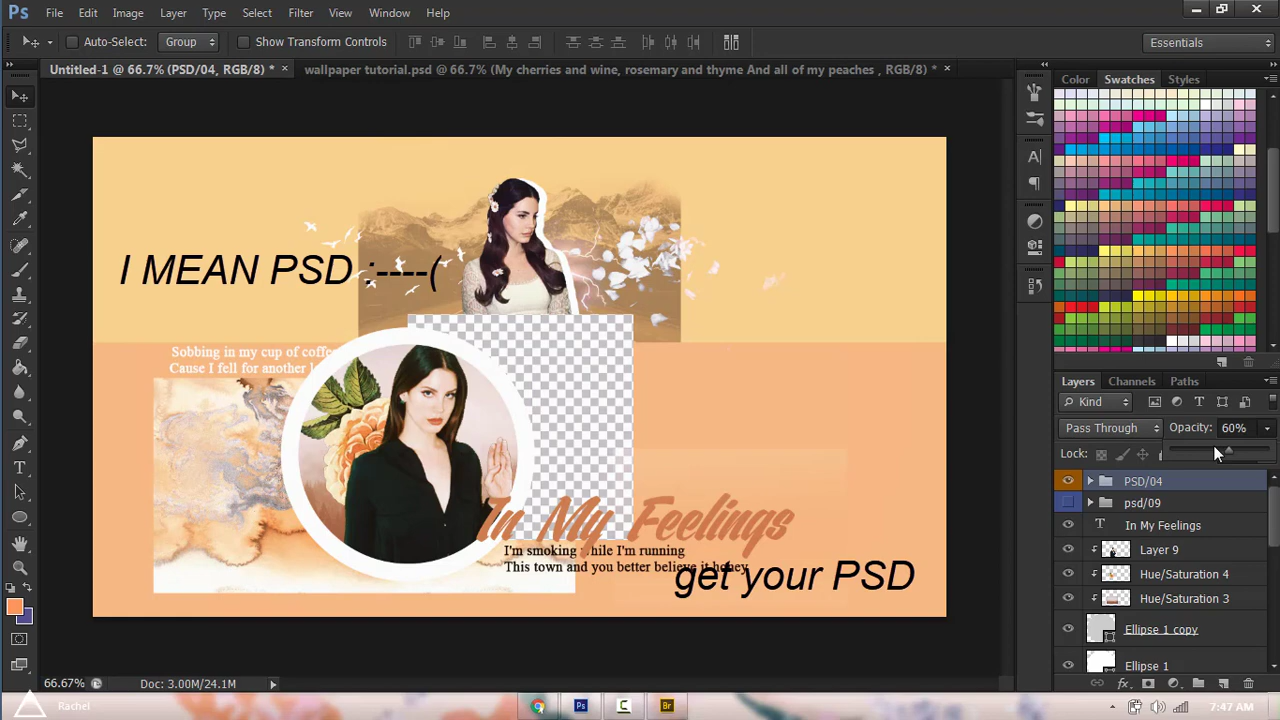 Ps File Edit Image Layer Type Select Filter 3D View Window Help
Auto-Select: Group Show Transform Controls Essentials
Untitled-1 @ 66.7% (PSD/04, RGB/8) * × wallpaper tutorial.psd @ 66.7% (My cherries and wine, rosemary and thyme And all of my peaches , RGB/8) * ×
Color Swatches Styles
I MEAN PSD :----(
Sobbing in my cup of coffe
Cause I fell for another l
In My Feelings
I'm smoking while I'm running
This town and you better believe it honey
get your PSD
Layers Channels Paths
Kind
Pass Through Opacity: 60%
Lock:
PSD/04
psd/09
T In My Feelings
Layer 9
Hue/Saturation 4
Hue/Saturation 3
Ellipse 1 copy
Ellipse 1
fx
66.67% Doc: 3.00M/24.1M
Rachel Ps C Br 7:47 AM